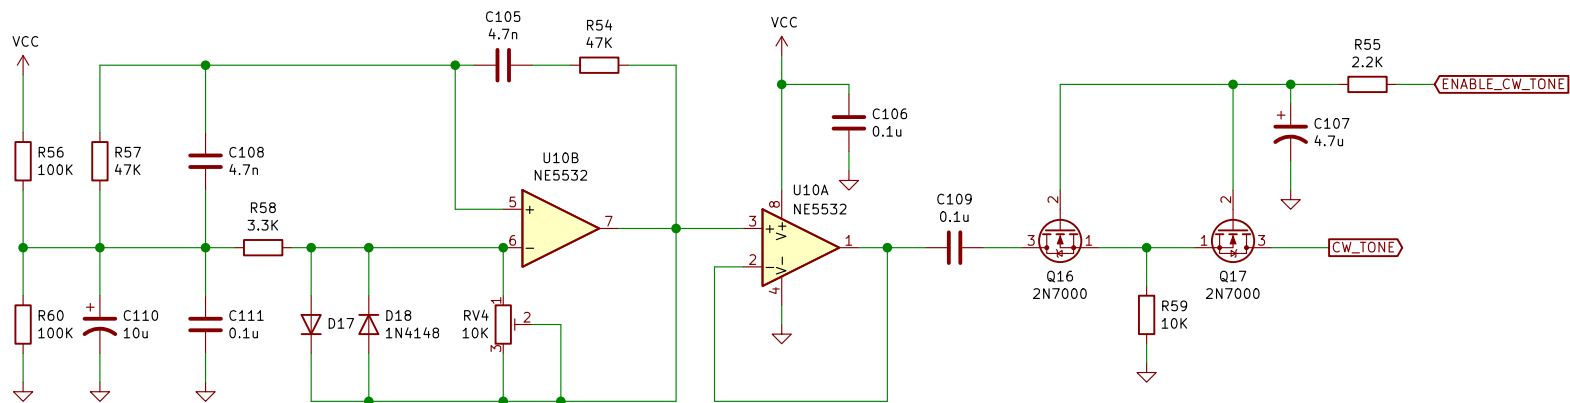 VCC
R56
100K
R57
47K
C108
4.7n
C105
4.7n
R54
47K
R58
3.3K
R60
100K
+
C110
10u
C111
0.1u
D17
D18
1N4148
RV4
10K
1
2
3
U10B
NE5532
5
+
6
−
7
VCC
C106
0.1u
U10A
NE5532
8
V+
3
+
2
−
V-
4
1
C109
0.1u
2
3
1
Q16
2N7000
R59
10K
2
1
3
Q17
2N7000
+
C107
4.7u
R55
2.2K
ENABLE_CW_TONE
CW_TONE